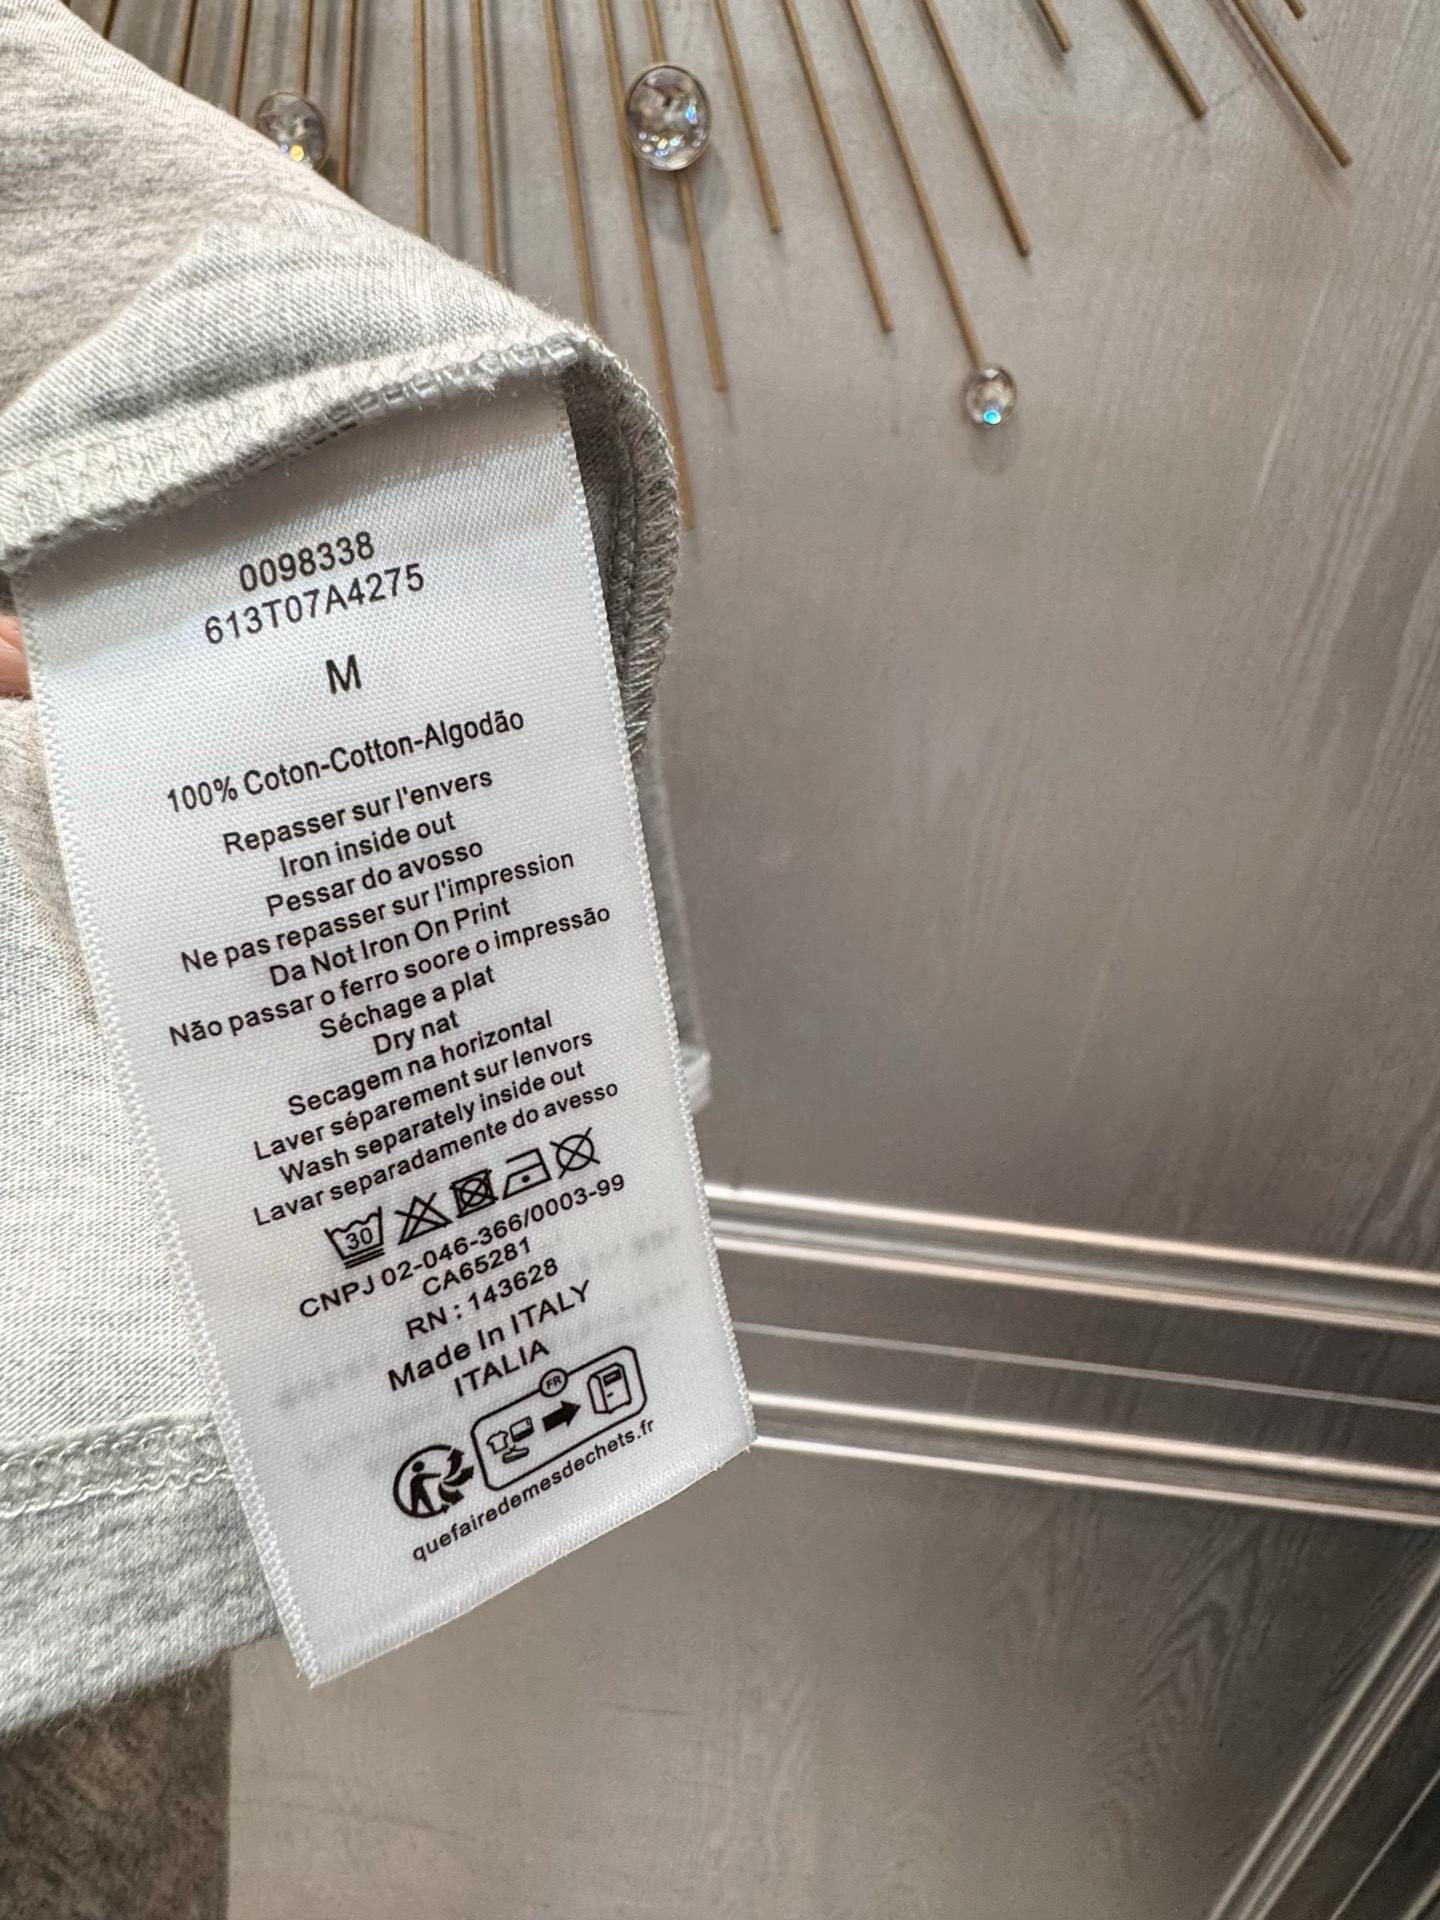 0098338
613T07A4275
M
100% Coton-Cotton-Algodão
Repasser sur l'envers
Iron inside out
Pessar do avosso
Ne pas repasser sur l'impression
Da Not Iron On Print
Não passar o ferro soore o impressão
Séchage a plat
Dry nat
Secagem na horizontal
Laver séparement sur lenvors
Wash separately inside out
Lavar separadamente do avesso
30
CNPJ 02-046-366/0003-99
CA65281
RN : 143628
Made In ITALY
ITALIA
FR
quefairedemesdechets.fr